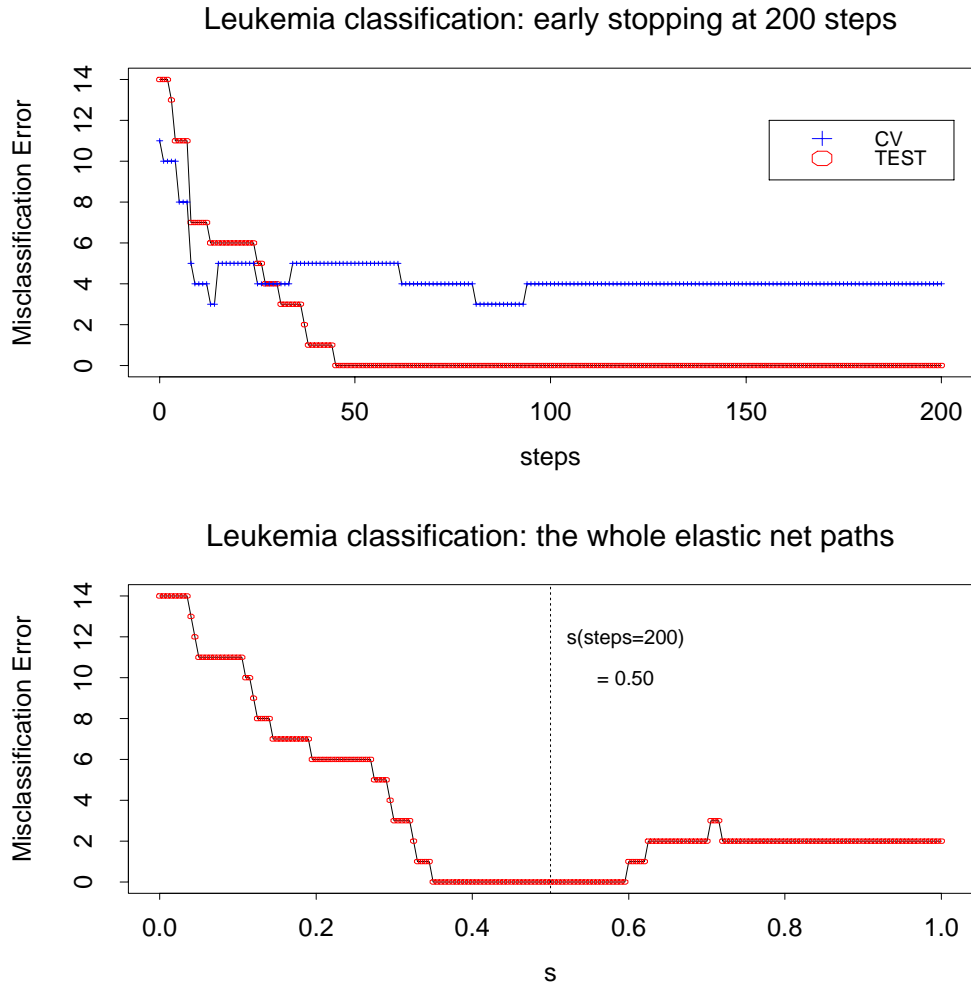 Leukemia classification: early stopping at 200 steps
Misclassification Error
14
12
10
8
6
4
2
0
CV
TEST
0 50 100 150 200
steps
Leukemia classification: the whole elastic net paths
Misclassification Error
14
12
10
8
6
4
2
0
s(steps=200)
= 0.50
0.0 0.2 0.4 0.6 0.8 1.0
s